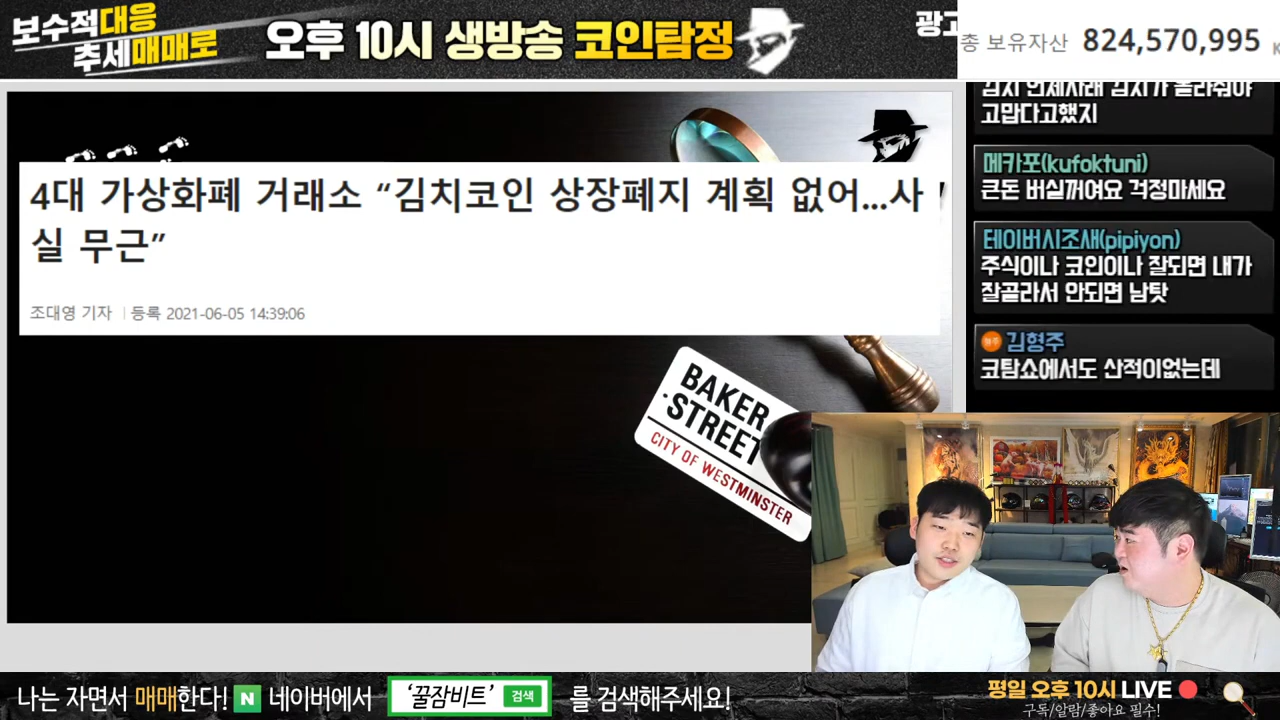 보수적대응
추세매매로
오후 10시 생방송 코인탐정
광고
총 보유자산 824,570,995
4대 가상화폐 거래소 “김치코인 상장폐지 계획 없어...사
실 무근”
조대영 기자 | 등록 2021-06-05 14:39:06
고맙다고했지
메카포(kufoktuni)
큰돈 버실꺼여요 걱정마세요
테이버시조새(pipiyon)
주식이나 코인이나 잘되면 내가
잘골라서 안되면 남탓
김형주
코탐쇼에서도 산적이없는데
BAKER
STREET
CITY OF WESTMINSTER
나는 자면서 매매한다! N 네이버에서 ‘꿀잠비트’ 검색 를 검색해주세요!
평일 오후 10시 LIVE
구독/알람/좋아요 필수!